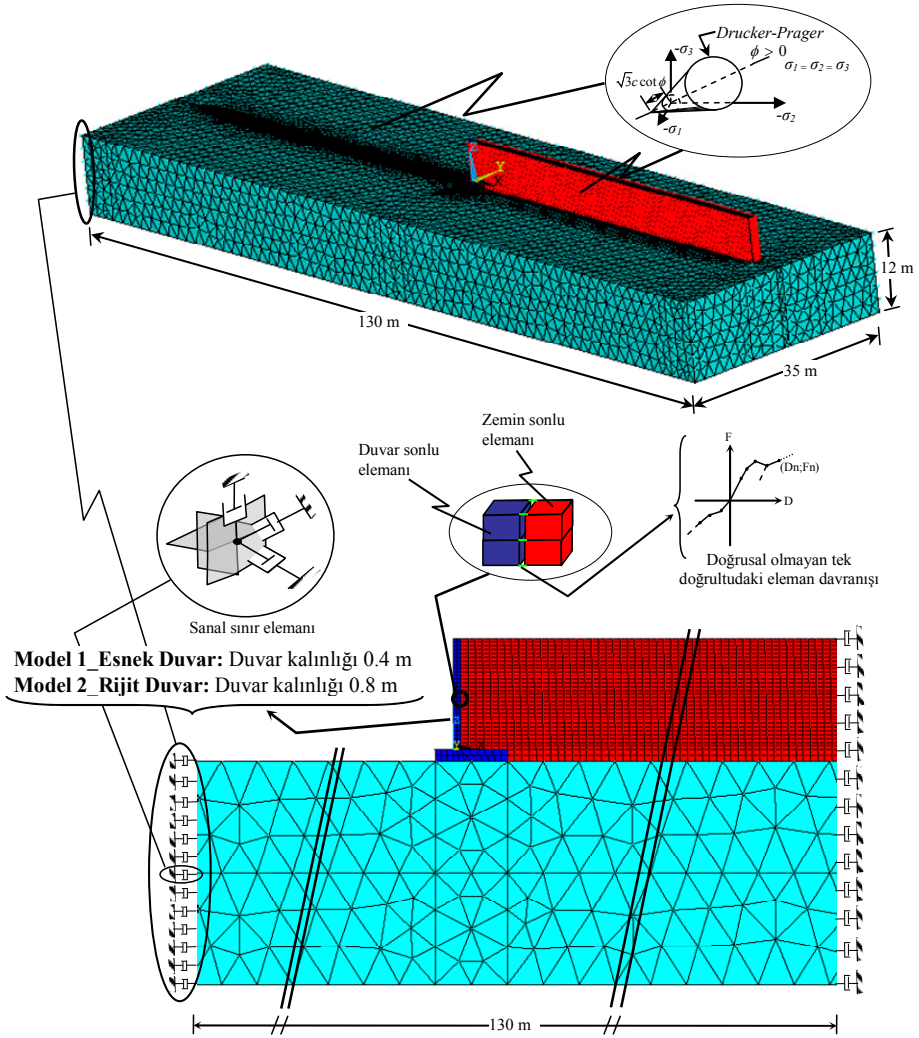 Drucker-Prager
-σ3
ϕ > 0
σ1 = σ2 = σ3
√3c cot ϕ
-σ2
-σ1
Z
Y
X
12 m
130 m
35 m
Zemin sonlu
elemanı
Duvar sonlu
elemanı
F
(Dn;Fn)
D
Doğrusal olmayan tek
doğrultudaki eleman davranışı
Sanal sınır elemanı
Model 1_Esnek Duvar: Duvar kalınlığı 0.4 m
Model 2_Rijit Duvar: Duvar kalınlığı 0.8 m
Z
130 m